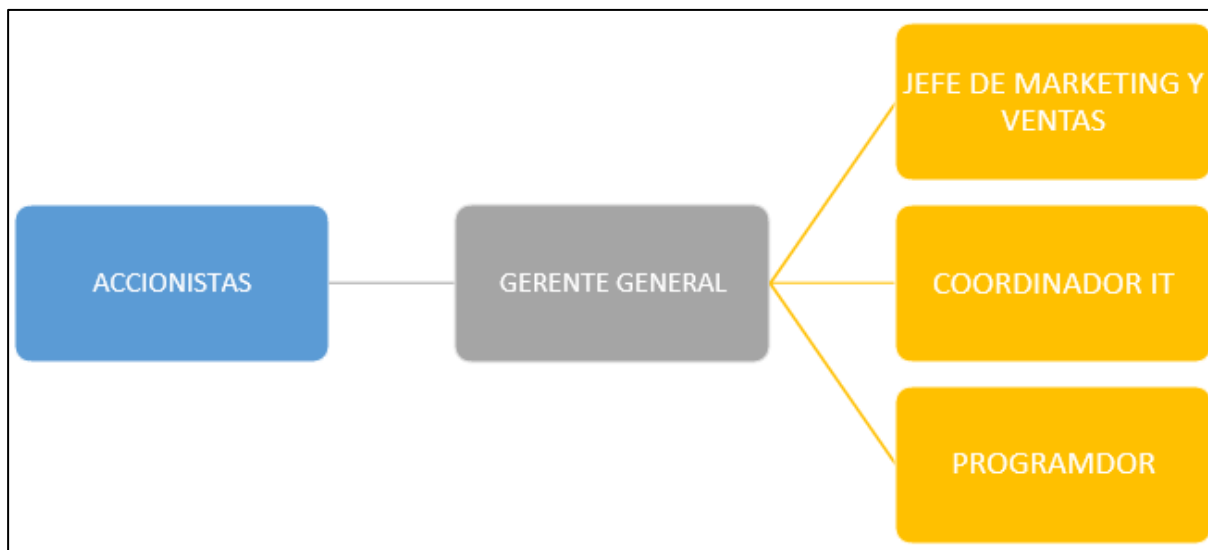 ACCIONISTAS
GERENTE GENERAL
JEFE DE MARKETING Y
VENTAS
COORDINADOR IT
PROGRAMDOR